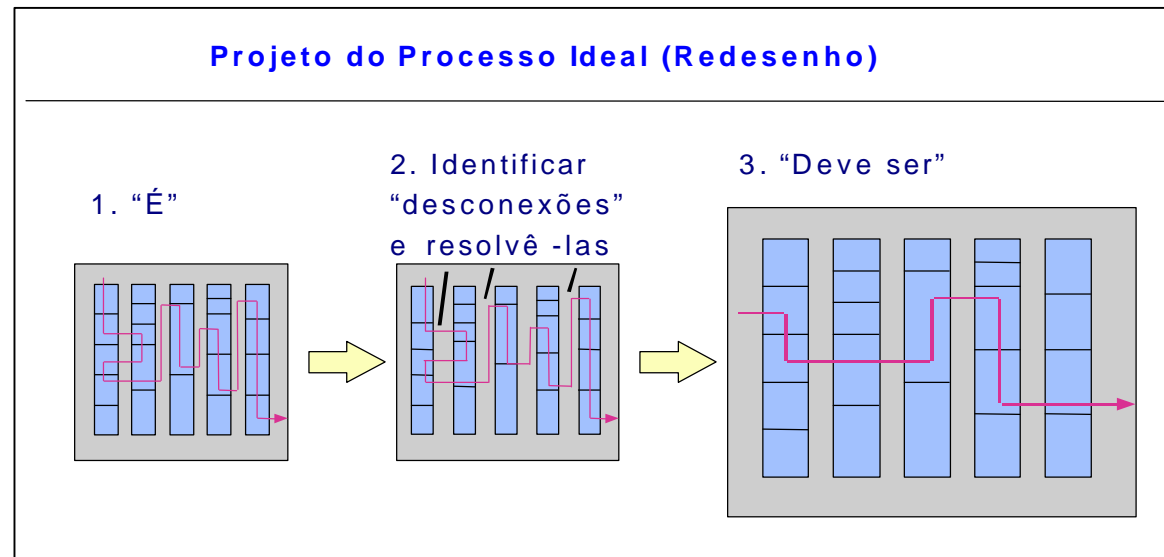 Projeto do Processo Ideal (Redesenho)
1. “É”
2. Identificar
“desconexões”
e resolvê -las
3. “Deve ser”